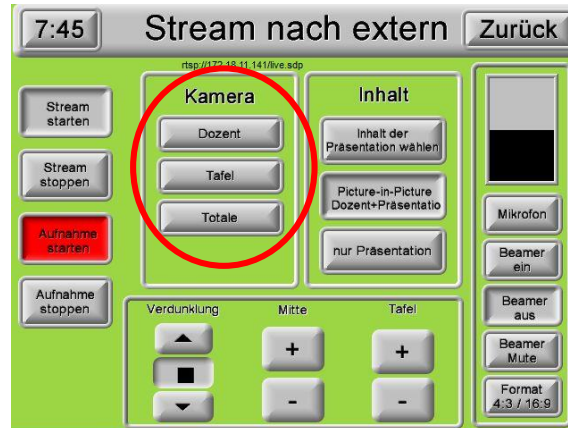 7:45
Stream nach extern
Zurück
rtsp://172.18.11.141/live.sdp
Stream
starten
Stream
stoppen
Aufnahme
starten
Aufnahme
stoppen
Kamera
Dozent
Tafel
Totale
Inhalt
Inhalt der
Präsentation wählen
Picture-in-Picture
Dozent+Präsentatio
nur Präsentation
Verdunklung
Mitte
+
-
Tafel
+
-
Mikrofon
Beamer
ein
Beamer
aus
Beamer
Mute
Format
4:3 / 16:9